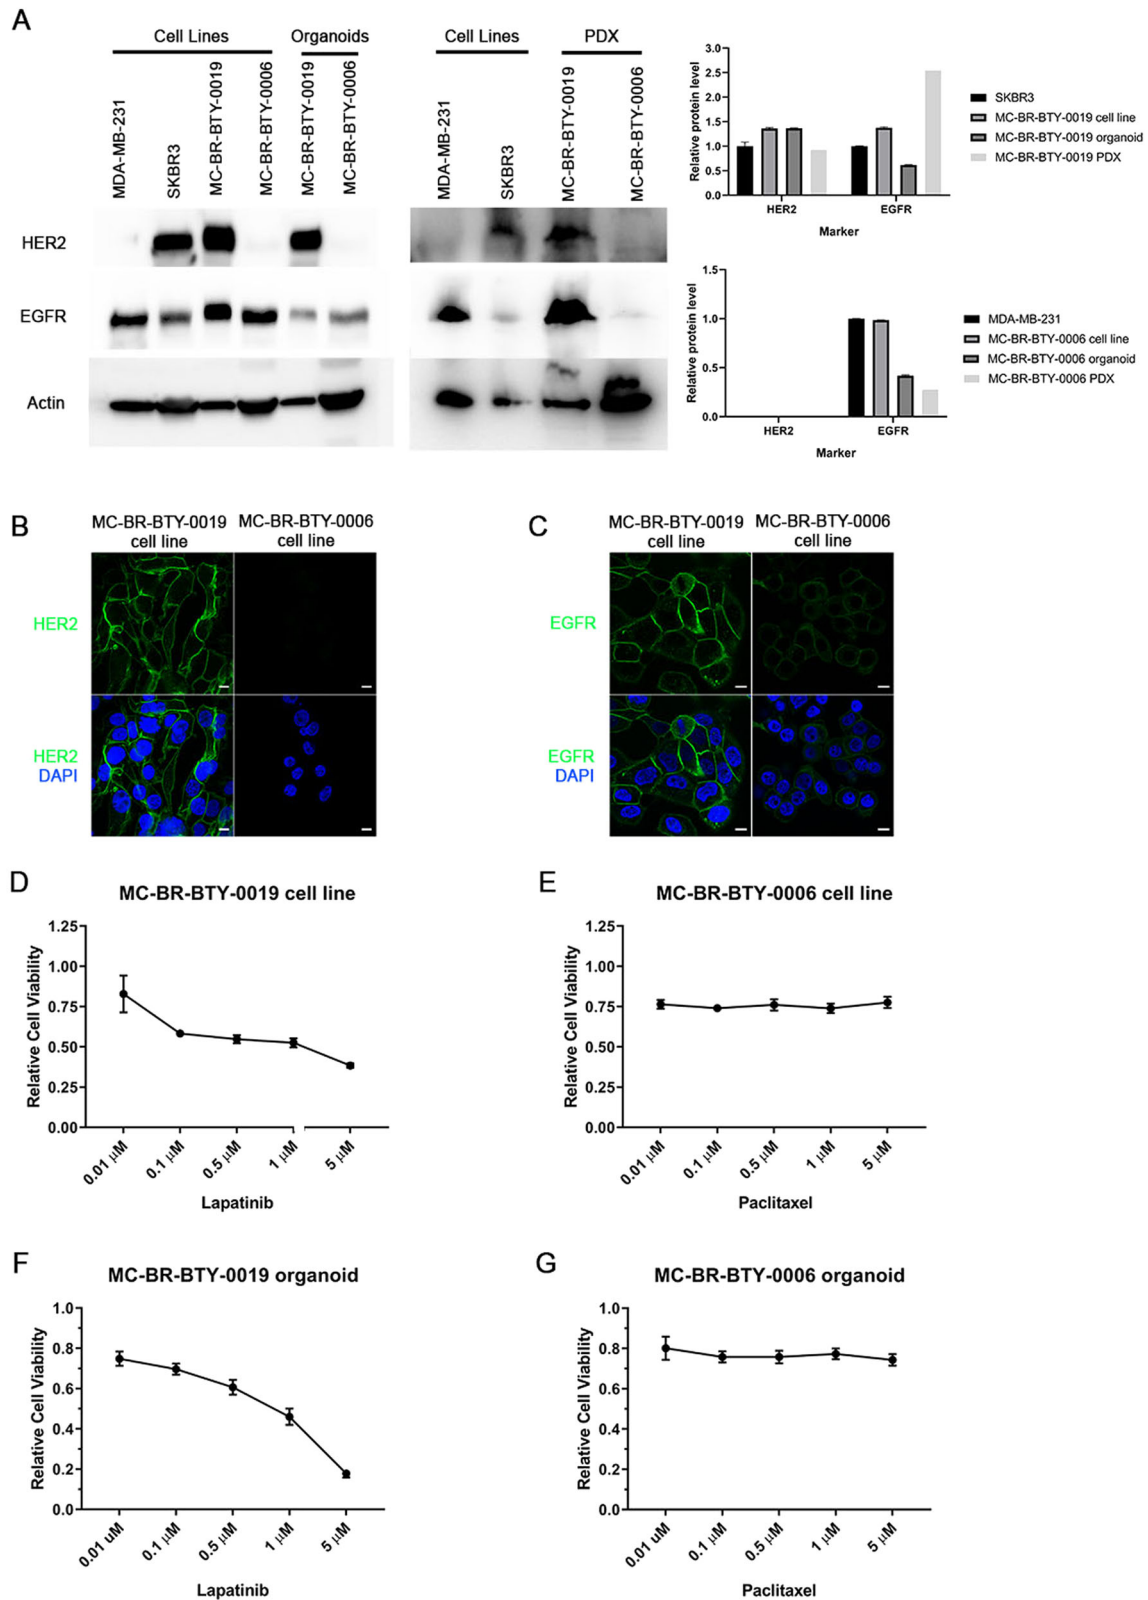 A
Cell Lines
Organoids
MDA-MB-231
SKBR3
MC-BR-BTY-0019
MC-BR-BTY-0006
MC-BR-BTY-0019
MC-BR-BTY-0006
HER2
EGFR
Actin
Cell Lines
PDX
MDA-MB-231
SKBR3
MC-BR-BTY-0019
MC-BR-BTY-0006
Relative protein level
3.0
2.5
2.0
1.5
1.0
0.5
0.0
HER2
EGFR
Marker
SKBR3
MC-BR-BTY-0019 cell line
MC-BR-BTY-0019 organoid
MC-BR-BTY-0019 PDX
Relative protein level
1.5
1.0
0.5
0.0
HER2
EGFR
Marker
MDA-MB-231
MC-BR-BTY-0006 cell line
MC-BR-BTY-0006 organoid
MC-BR-BTY-0006 PDX
B
MC-BR-BTY-0019
cell line
MC-BR-BTY-0006
cell line
HER2
HER2
DAPI
C
MC-BR-BTY-0019
cell line
MC-BR-BTY-0006
cell line
EGFR
EGFR
DAPI
D
MC-BR-BTY-0019 cell line
Relative Cell Viability
1.25
1.00
0.75
0.50
0.25
0.00
0.01 μM
0.1 μM
0.5 μM
1 μM
5 μM
Lapatinib
E
MC-BR-BTY-0006 cell line
Relative Cell Viability
1.25
1.00
0.75
0.50
0.25
0.00
0.01 μM
0.1 μM
0.5 μM
1 μM
5 μM
Paclitaxel
F
MC-BR-BTY-0019 organoid
Relative Cell Viability
1.0
0.8
0.6
0.4
0.2
0.0
0.01 uM
0.1 μM
0.5 μM
1 μM
5 μM
Lapatinib
G
MC-BR-BTY-0006 organoid
Relative Cell Viability
1.0
0.8
0.6
0.4
0.2
0.0
0.01 uM
0.1 μM
0.5 μM
1 μM
5 μM
Paclitaxel